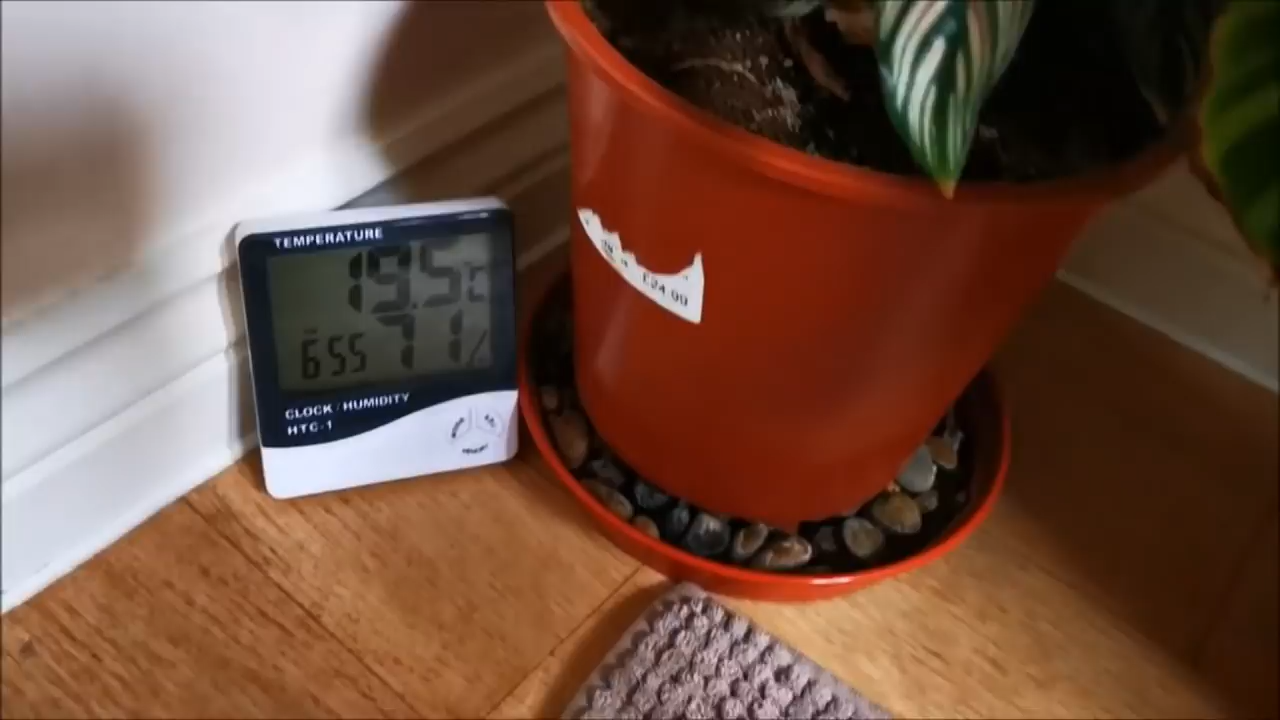 TEMPERATURE
19.5°C
6 55 71%
CLOCK / HUMIDITY
HTC-1
£24.00